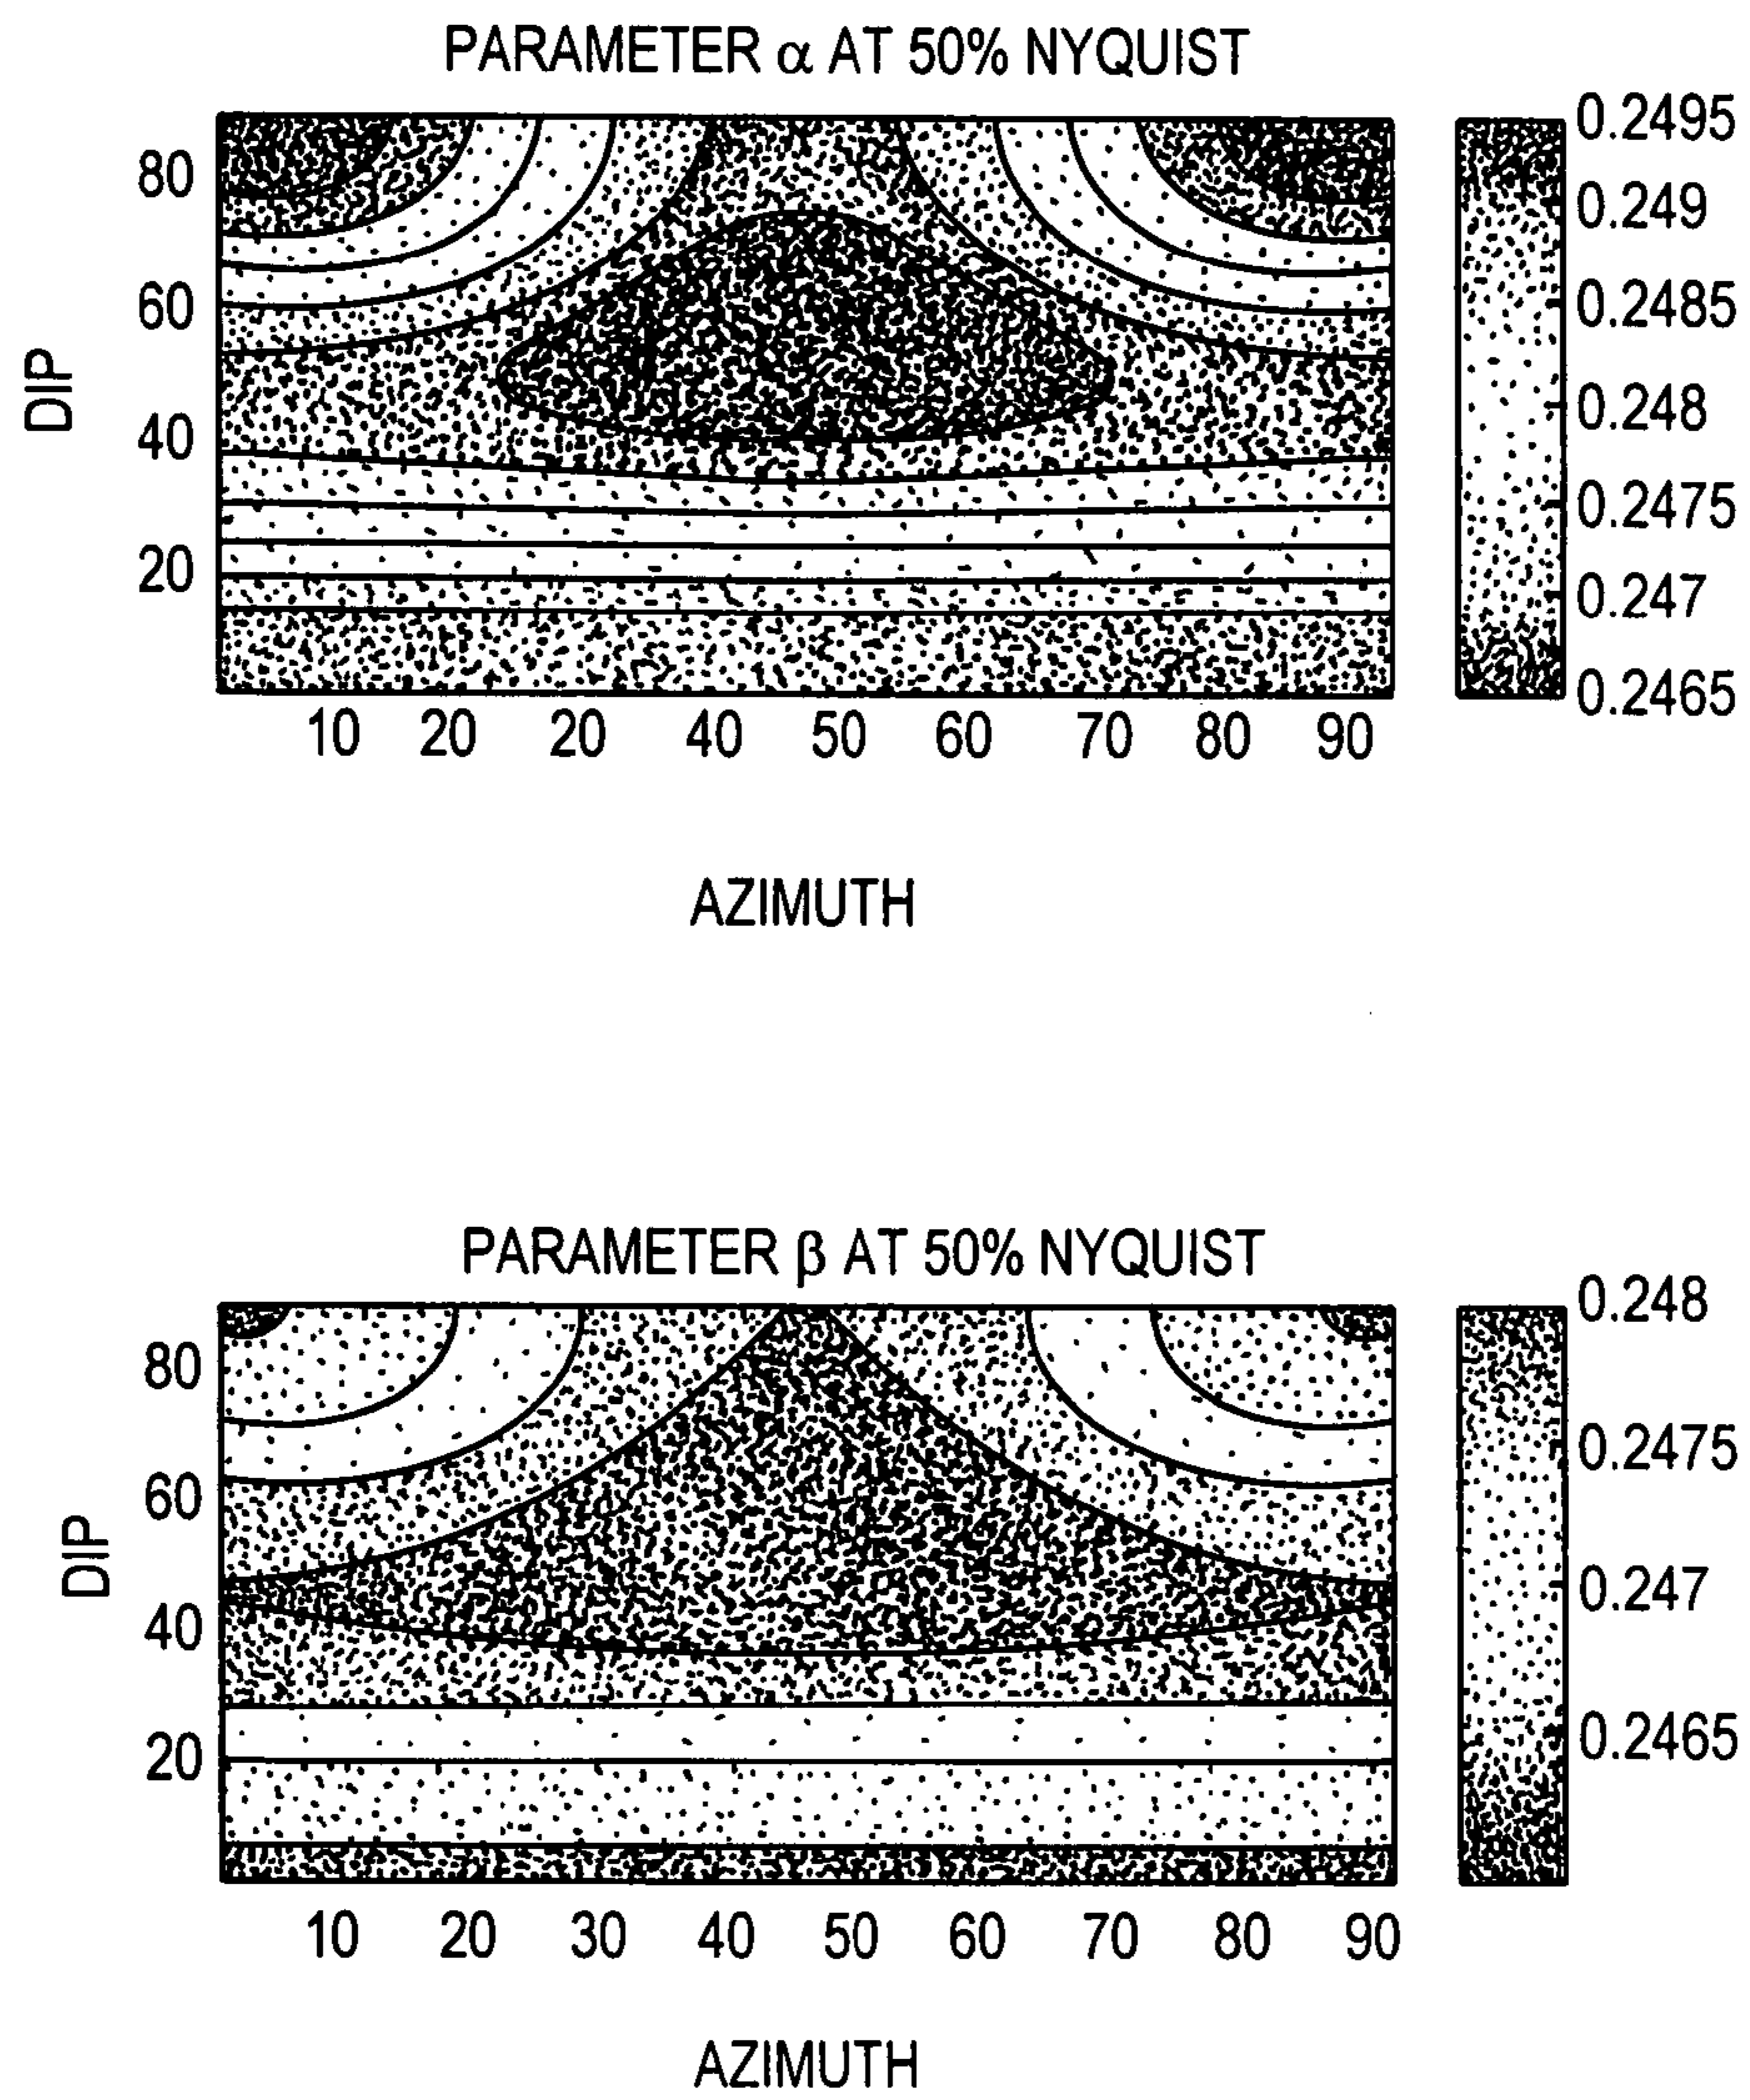 PARAMETER α AT 50% NYQUIST
80
60
40
20
DIP
10 20 20 40 50 60 70 80 90
AZIMUTH
0.2495
0.249
0.2485
0.248
0.2475
0.247
0.2465
PARAMETER β AT 50% NYQUIST
80
60
40
20
DIP
10 20 30 40 50 60 70 80 90
AZIMUTH
0.248
0.2475
0.247
0.2465